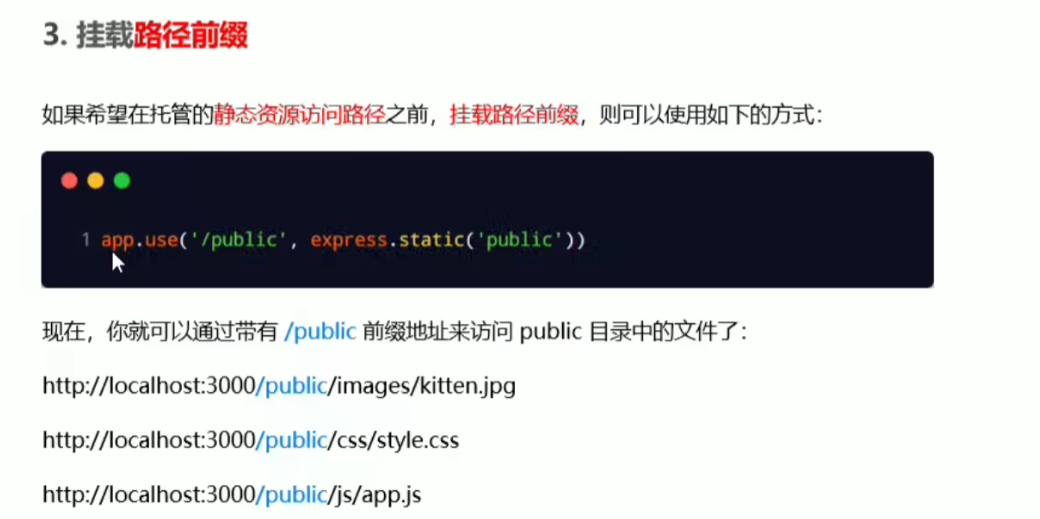 3. 挂载路径前缀
如果希望在托管的静态资源访问路径之前，挂载路径前缀，则可以使用如下的方式：
1 app.use('/public', express.static('public'))
现在，你就可以通过带有 /public 前缀地址来访问 public 目录中的文件了：
http://localhost:3000/public/images/kitten.jpg
http://localhost:3000/public/css/style.css
http://localhost:3000/public/js/app.js